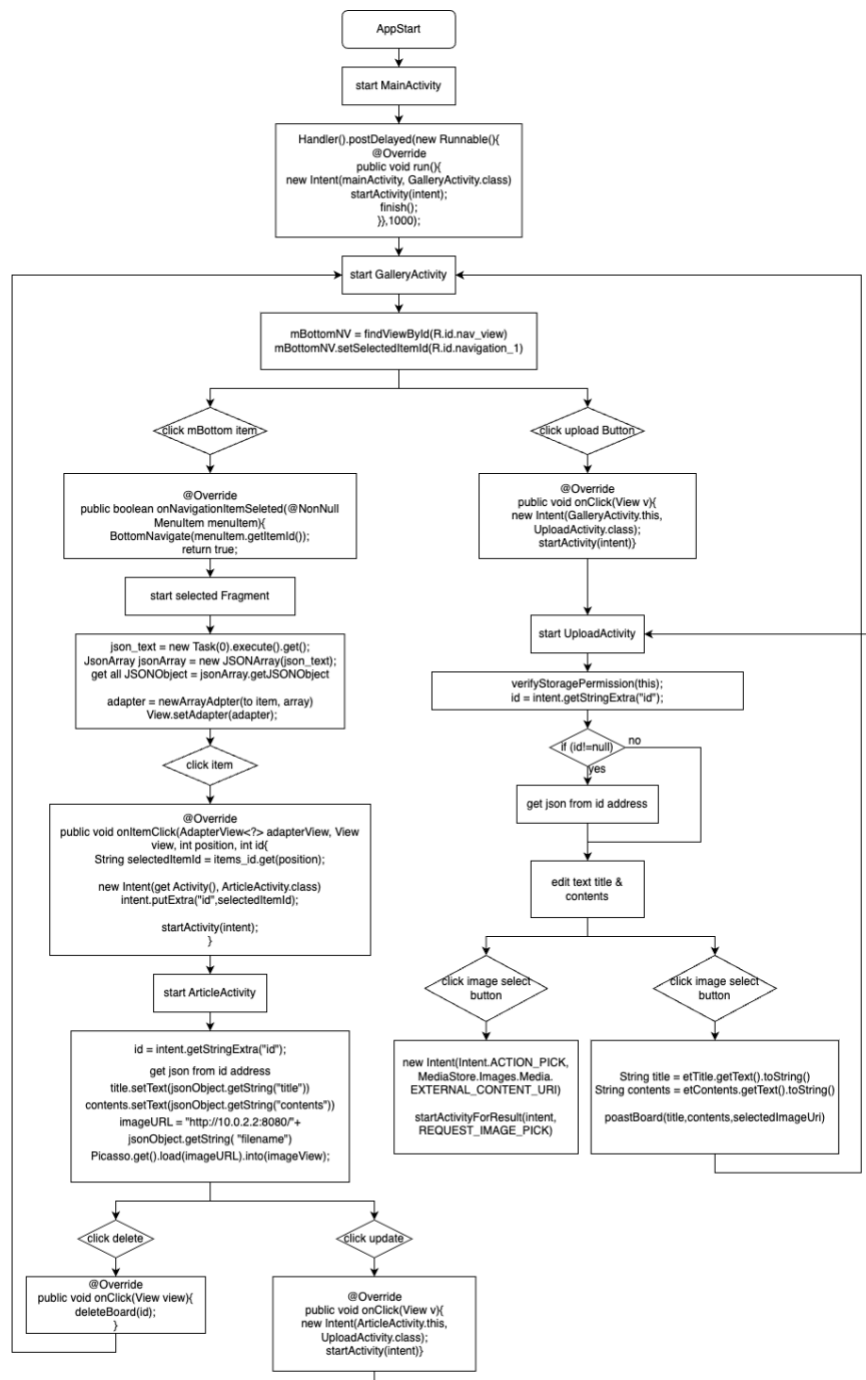 AppStart
start MainActivity
Handler().postDelayed(new Runnable(){
@Override
public void run(){
new Intent(mainActivity, GalleryActivity.class)
startActivity(intent);
finish();
}},1000);
start GalleryActivity
mBottomNV = findViewById(R.id.nav_view)
mBottomNV.setSelectedItemId(R.id.navigation_1)
click mBottom item
@Override
public boolean onNavigationItemSeleted(@NonNull
MenuItem menuItem){
BottomNavigate(menuItem.getItemId());
return true;
start selected Fragment
json_text = new Task(0).execute().get();
JsonArray jsonArray = new JSONArray(json_text);
get all JSONObject = jsonArray.getJSONObject
adapter = newArrayAdpter(to item, array)
View.setAdapter(adapter);
click item
@Override
public void onItemClick(AdapterView<?> adapterView, View
view, int position, int id{
String selectedItemId = items_id.get(position);
new Intent(get Activity(), ArticleActivity.class)
intent.putExtra("id",selectedItemId);
startActivity(intent);
}
start ArticleActivity
id = intent.getStringExtra("id");
get json from id address
title.setText(jsonObject.getString("title"))
contents.setText(jsonObject.getString("contents"))
imageURL = "http://10.0.2.2:8080/"+
jsonObject.getString( "filename")
Picasso.get().load(imageURL).into(imageView);
click delete
@Override
public void onClick(View view){
deleteBoard(id);
}
click update
@Override
public void onClick(View v){
new Intent(ArticleActivity.this,
UploadActivity.class);
startActivity(intent)}
click upload Button
@Override
public void onClick(View v){
new Intent(GalleryActivity.this,
UploadActivity.class);
startActivity(intent)}
start UploadActivity
verifyStoragePermission(this);
id = intent.getStringExtra("id");
if (id!=null)
no
yes
get json from id address
edit text title &
contents
click image select
button
new Intent(Intent.ACTION_PICK,
MediaStore.Images.Media.
EXTERNAL_CONTENT_URI)
startActivityForResult(intent,
REQUEST_IMAGE_PICK)
click image select
button
String title = etTitle.getText().toString()
String contents = etContents.getText().toString()
poastBoard(title,contents,selectedImageUri)